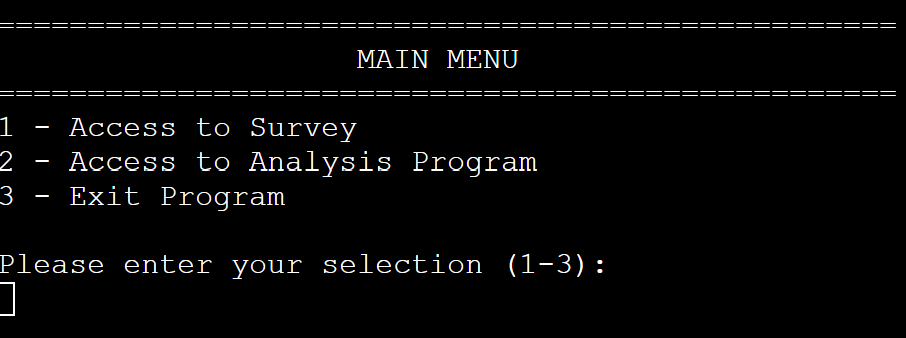 ==================================================
MAIN MENU
==================================================
1 - Access to Survey
2 - Access to Analysis Program
3 - Exit Program
Please enter your selection (1-3):